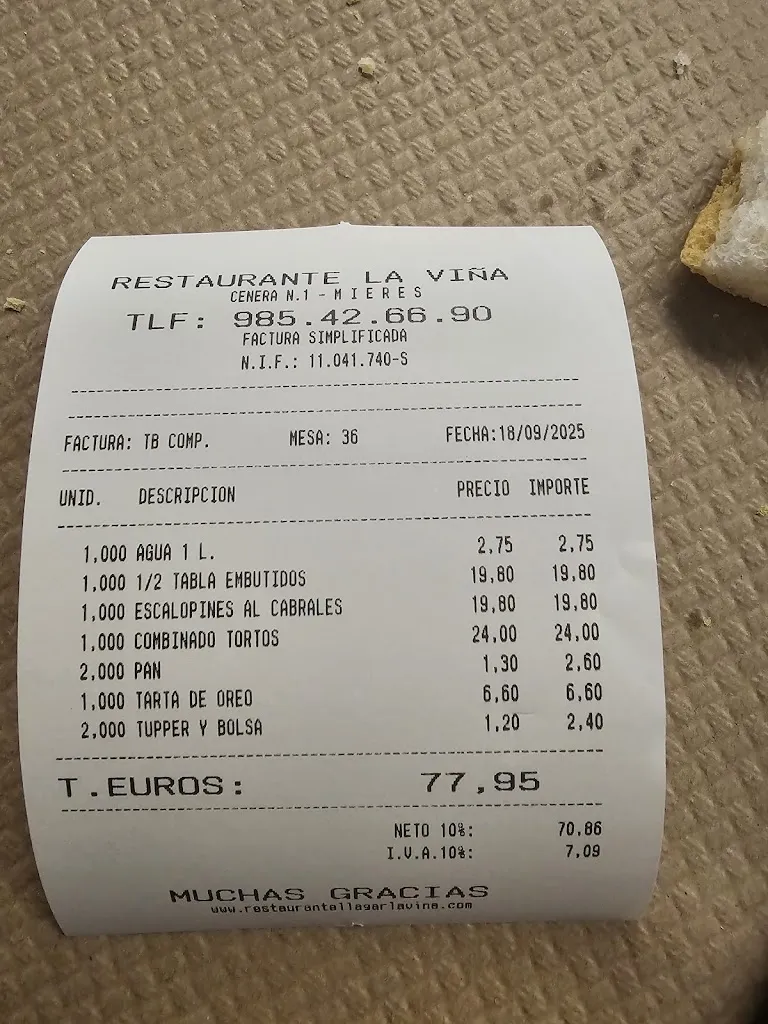 RESTAURANTE LA VIÑA
CENERA N.1 - M I E R E S
TLF: 985.42.66.90
FACTURA SIMPLIFICADA
N.I.F.: 11.041.740-S
FACTURA: TB COMP. MESA: 36 FECHA:18/09/2025
UNID. DESCRIPCION PRECIO IMPORTE
1,000 AGUA 1 L. 2,75 2,75
1,000 1/2 TABLA EMBUTIDOS 19,80 19,80
1,000 ESCALOPINES AL CABRALES 19,80 19,80
1,000 COMBINADO TORTOS 24,00 24,00
2,000 PAN 1,30 2,60
1,000 TARTA DE OREO 6,60 6,60
2,000 TUPPER Y BOLSA 1,20 2,40
T.EUROS: 77,95
NETO 10%: 70,86
I.V.A.10%: 7,09
MUCHAS GRACIAS
www.restaurantellagarlavina.com